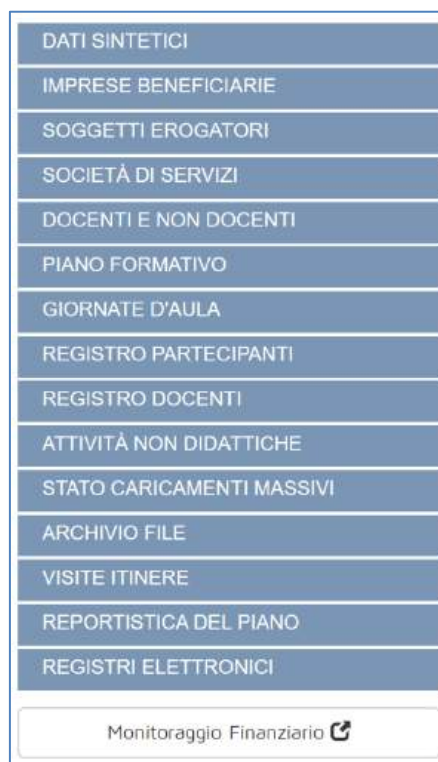 DATI SINTETICI
IMPRESE BENEFICIARIE
SOGGETTI EROGATORI
SOCIETÀ DI SERVIZI
DOCENTI E NON DOCENTI
PIANO FORMATIVO
GIORNATE D'AULA
REGISTRO PARTECIPANTI
REGISTRO DOCENTI
ATTIVITÀ NON DIDATTICHE
STATO CARICAMENTI MASSIVI
ARCHIVIO FILE
VISITE ITINERE
REPORTISTICA DEL PIANO
REGISTRI ELETTRONICI
Monitoraggio Finanziario